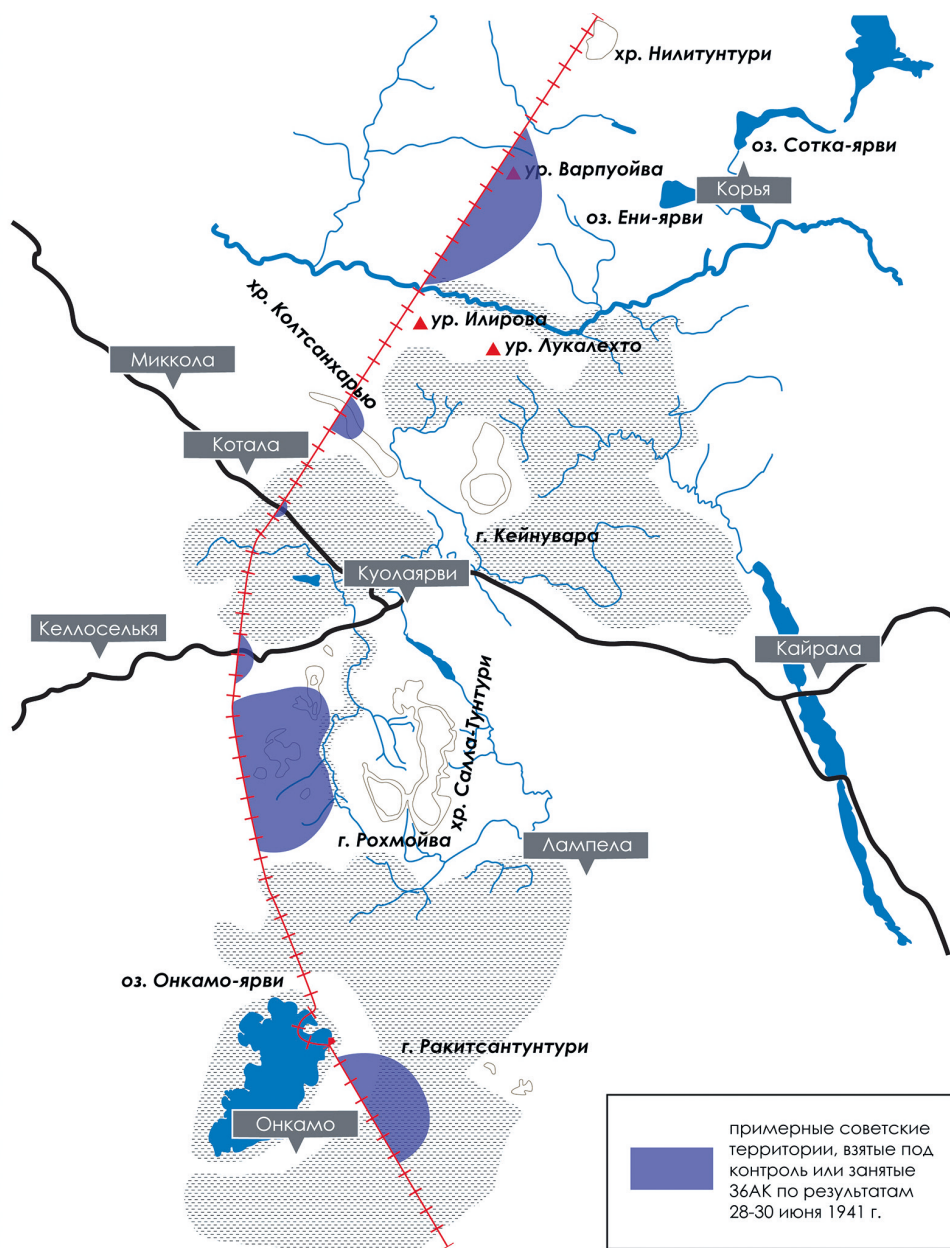 хр. Нилитунтури
оз. Сотка-ярви
ур. Варпуойва
Корья
оз. Ени-ярви
хр. Колтсанхарью
ур. Илирова
ур. Лукалехто
Миккола
Котала
г. Кейнувара
Куолаярви
Келлоселькя
Кайрала
хр. Салла-Тунтури
г. Рохмойва
Лампела
оз. Онкамо-ярви
г. Ракитсантунтури
Онкамо
примерные советские
территории, взятые под
контроль или занятые
36АК по результатам
28-30 июня 1941 г.